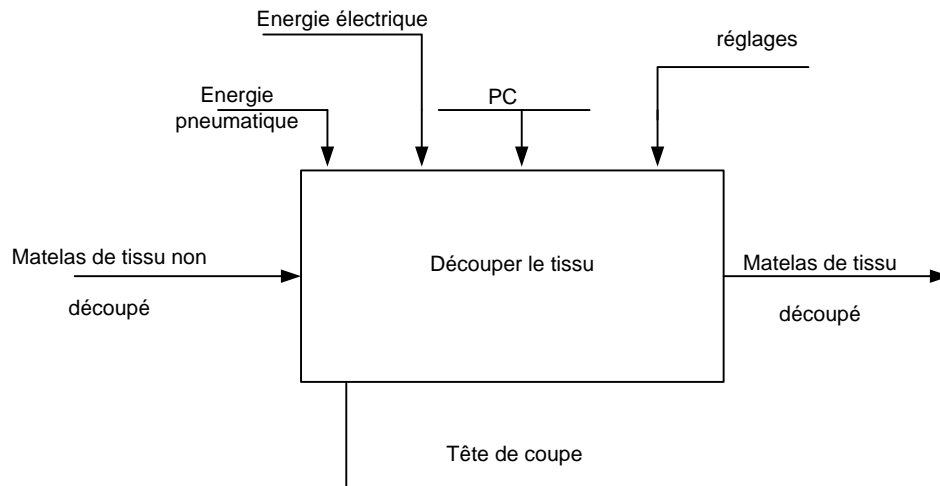 Energie électrique
réglages
Energie
pneumatique
PC
Matelas de tissu non
découpé
Découper le tissu
Matelas de tissu
découpé
Tête de coupe